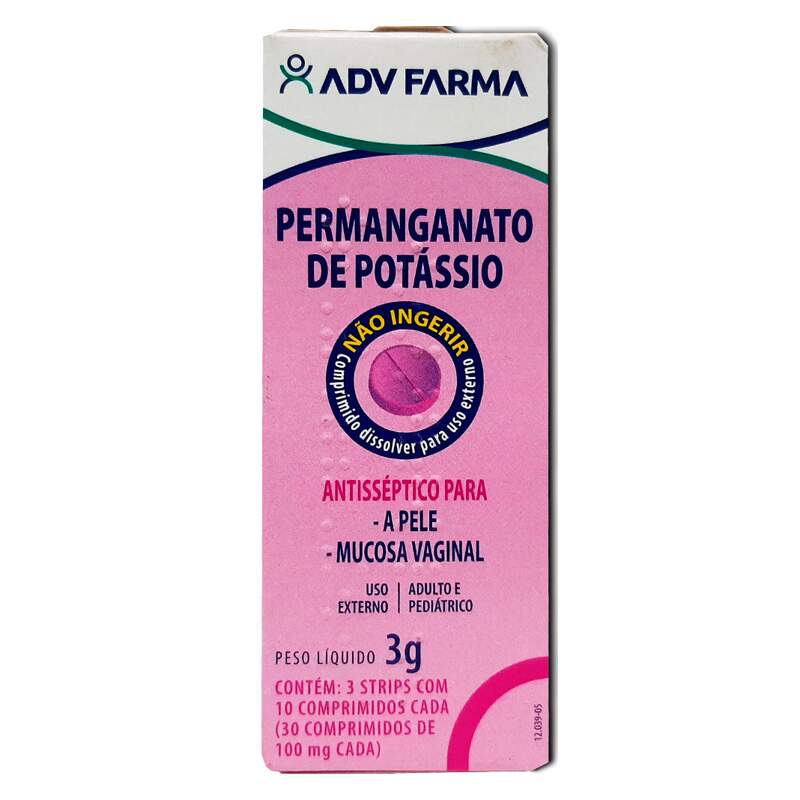 ADV FARMA
PERMANGANATO
DE POTÁSSIO
NÃO INGERIR
Comprimido dissolver para uso externo
ANTISSÉPTICO PARA
- A PELE
- MUCOSA VAGINAL
USO EXTERNO
ADULTO E PEDIÁTRICO
PESO LÍQUIDO 3g
CONTÉM: 3 STRIPS COM
10 COMPRIMIDOS CADA
(30 COMPRIMIDOS DE
100 mg CADA)
12.039-05